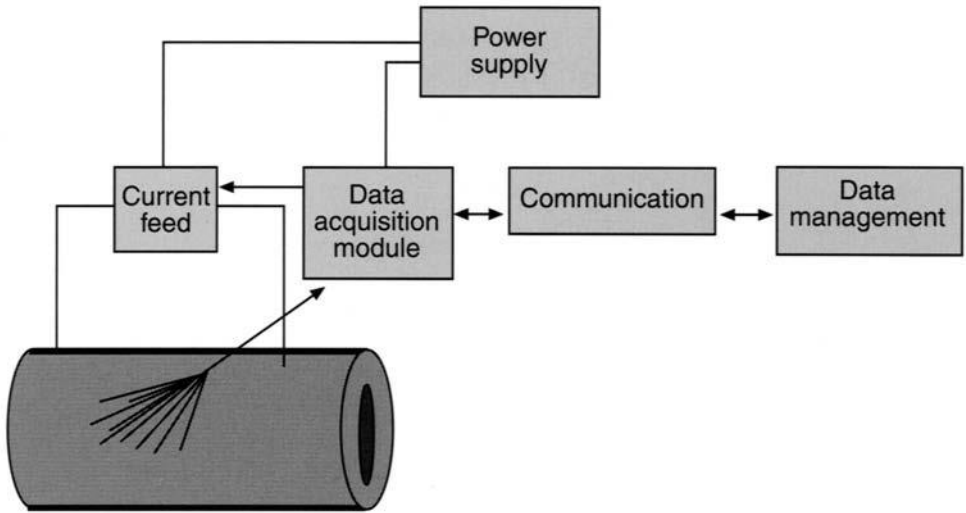 Power
supply
Current
feed
Data
acquisition
module
Communication
Data
management